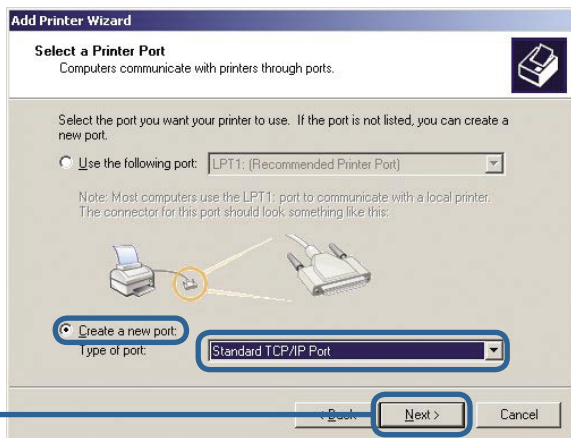 Add Printer Wizard
Select a Printer Port
Computers communicate with printers through ports.
Select the port you want your printer to use. If the port is not listed, you can create a
new port.
Use the following port: LPT1: (Recommended Printer Port)
Note: Most computers use the LPT1: port to communicate with a local printer.
The connector for this port should look something like this:
Create a new port:
Type of port: Standard TCP/IP Port
< Back Next > Cancel